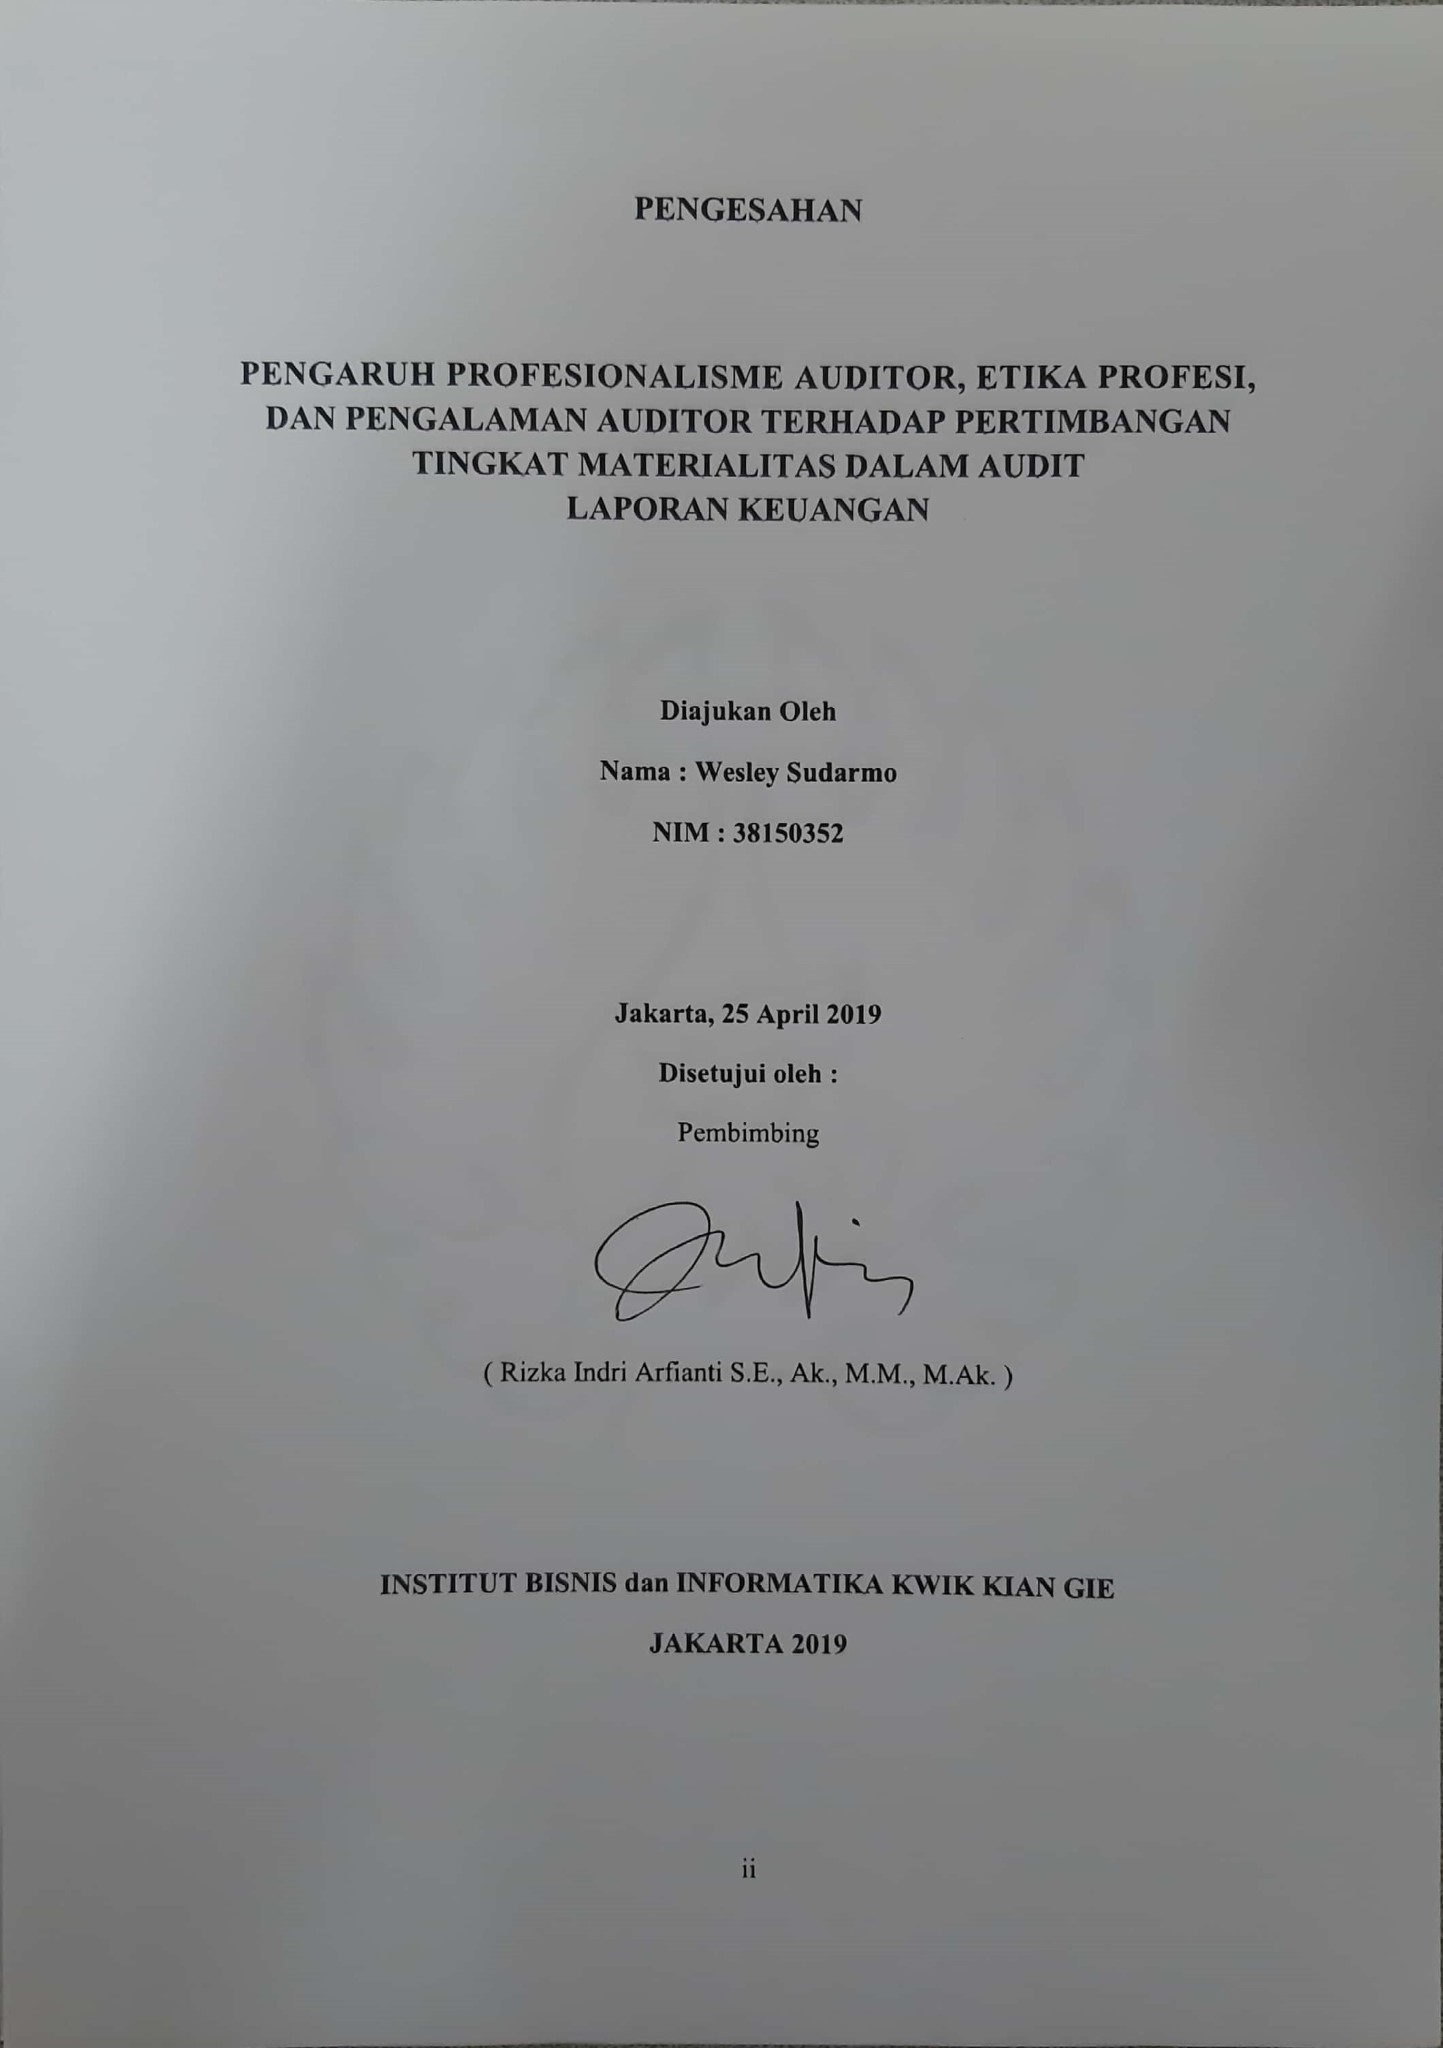 PENGESAHAN
PENGARUH PROFESIONALISME AUDITOR, ETIKA PROFESI,
DAN PENGALAMAN AUDITOR TERHADAP PERTIMBANGAN
TINGKAT MATERIALITAS DALAM AUDIT
LAPORAN KEUANGAN
Diajukan Oleh
Nama : Wesley Sudarmo
NIM : 38150352
Jakarta, 25 April 2019
Disetujui oleh :
Pembimbing
( Rizka Indri Arfianti S.E., Ak., M.M., M.Ak. )
INSTITUT BISNIS dan INFORMATIKA KWIK KIAN GIE
JAKARTA 2019
ii